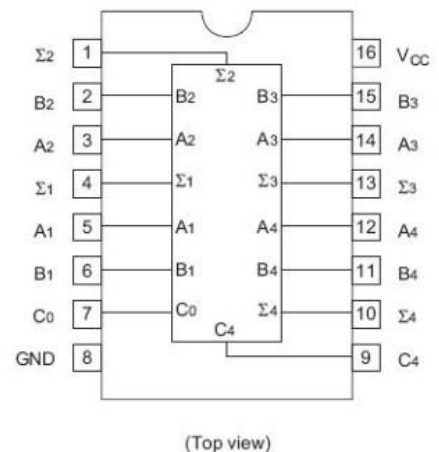 Σ2 1 16 VCC
Σ2
B2 2 B2 B3 15 B3
A2 3 A2 A3 14 A3
Σ1 4 Σ1 Σ3 13 Σ3
A1 5 A1 A4 12 A4
B1 6 B1 B4 11 B4
C0 7 C0 Σ4 10 Σ4
C4
GND 8 9 C4
(Top view)